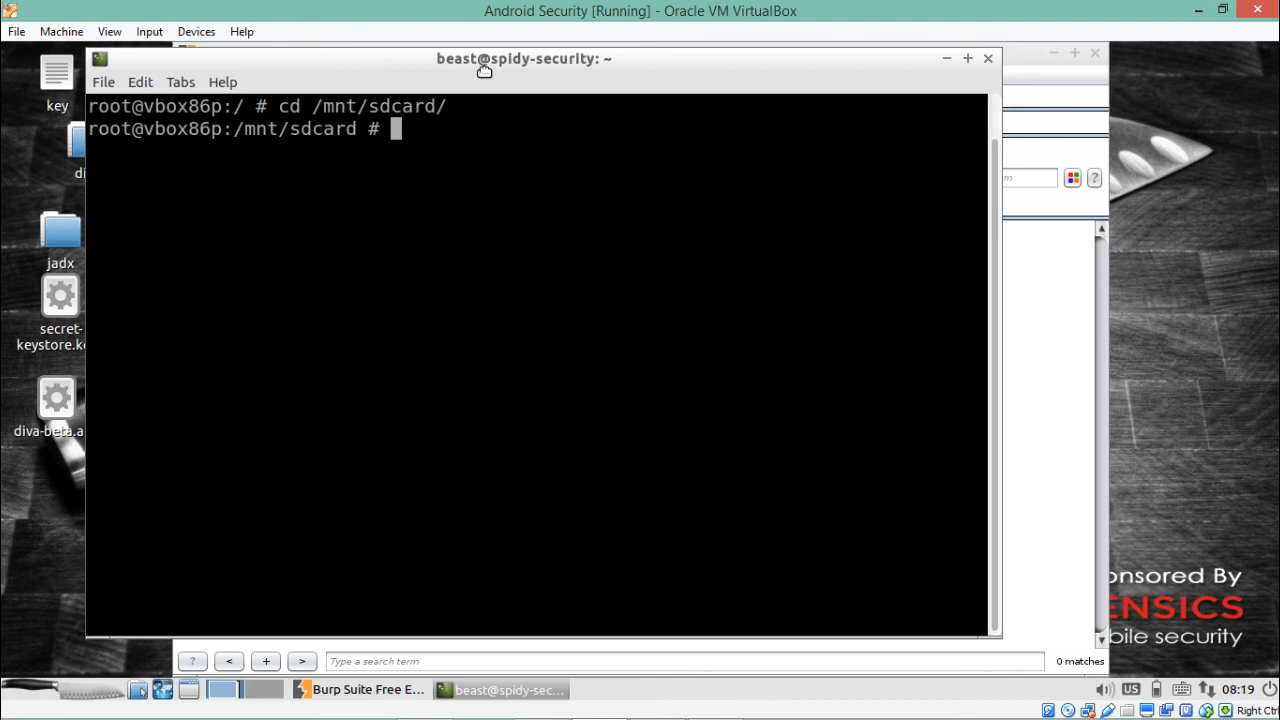 Android Security [Running] - Oracle VM VirtualBox
File Machine View Input Devices Help
beast@spidy-security: ~
File Edit Tabs Help
root@vbox86p:/ # cd /mnt/sdcard/
root@vbox86p:/mnt/sdcard #
key
di
jadx
secret-
keystore.k
diva-beta.a
m
?
onsored By
ENSICS
bile security
? < + > Type a search term 0 matches
Burp Suite Free E... beast@spidy-sec... US 08:19
Right Ctrl